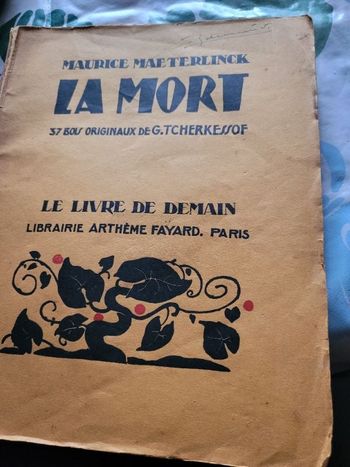 MAURICE MAETERLINCK
LA MORT
37 BOIS ORIGINAUX DE G. TCHERKESSOF
LE LIVRE DE DEMAIN
LIBRAIRIE ARTHÈME FAYARD. PARIS